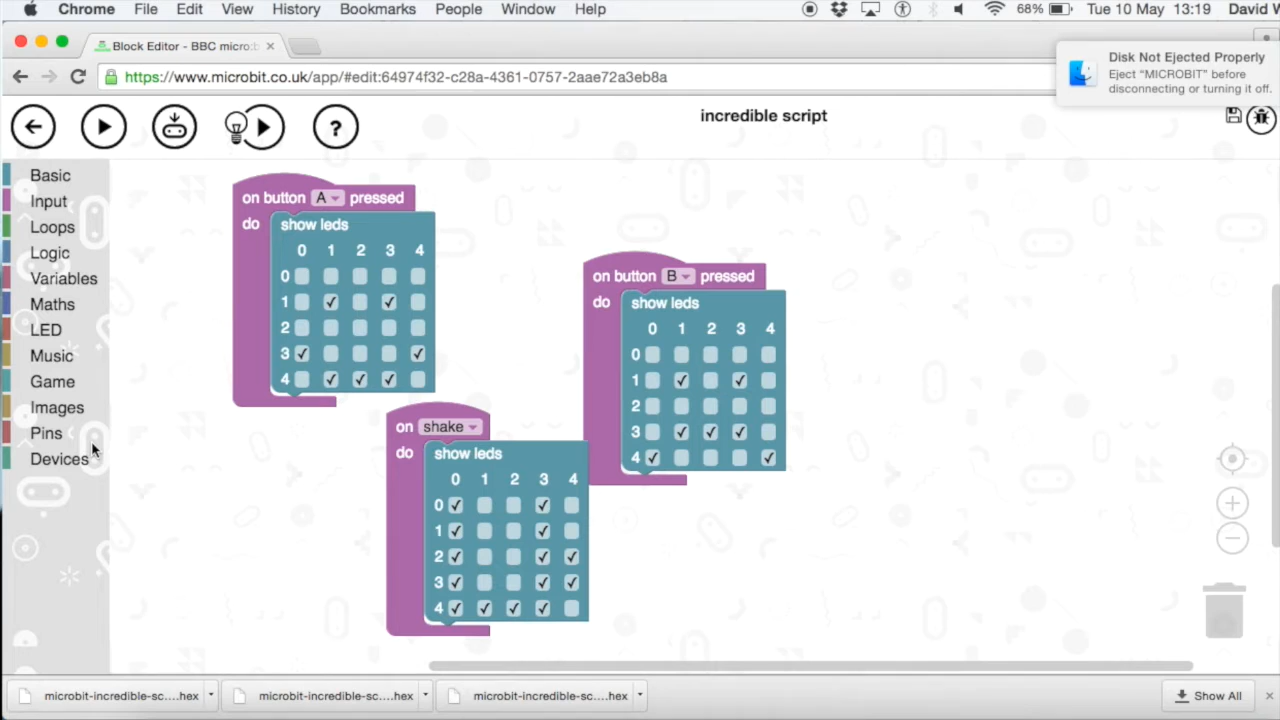 Chrome File Edit View History Bookmarks People Window Help 68% Tue 10 May 13:19 David
Block Editor - BBC micro:b
https://www.microbit.co.uk/app/#edit:64974f32-c28a-4361-0757-2aae72a3eb8a
Disk Not Ejected Properly
Eject “MICROBIT” before
disconnecting or turning it off.
?
incredible script
Basic
Input
Loops
Logic
Variables
Maths
LED
Music
Game
Images
Pins
Devices
on button A pressed
do show leds
0 1 2 3 4
0
1
2
3
4
on button B pressed
do show leds
0 1 2 3 4
0
1
2
3
4
on shake
do show leds
0 1 2 3 4
0
1
2
3
4
microbit-incredible-sc....hex
microbit-incredible-sc....hex
microbit-incredible-sc....hex
Show All